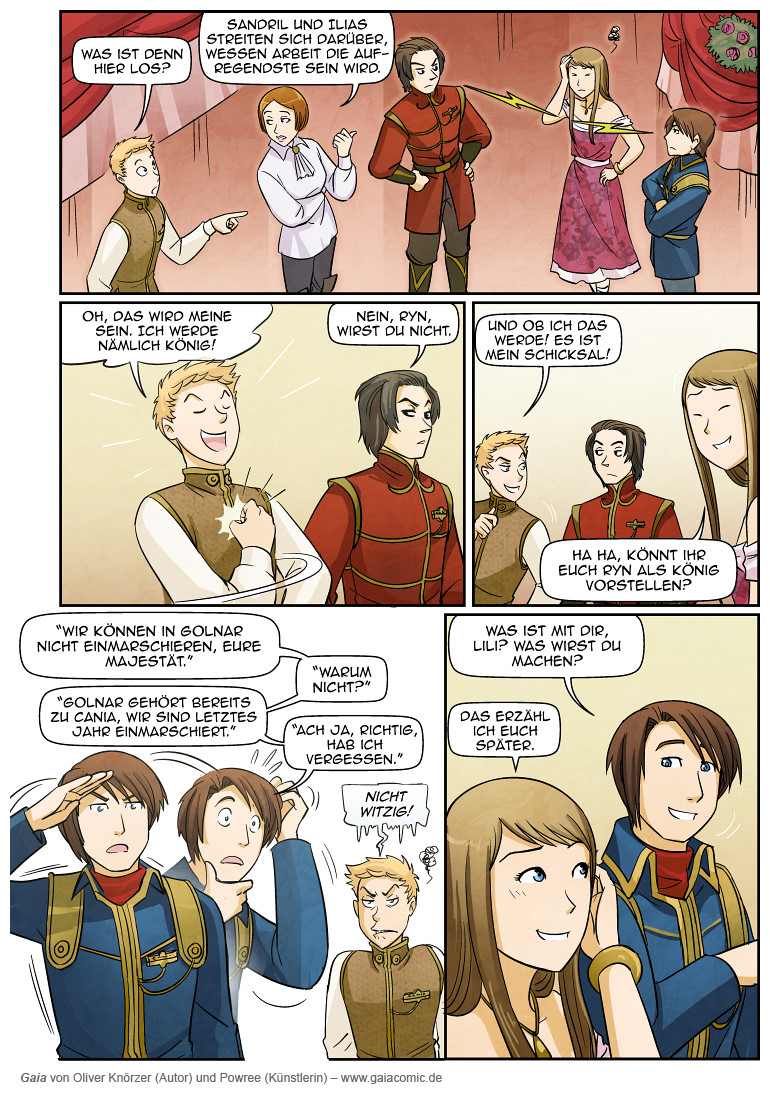 WAS IST DENN
HIER LOS?
SANDRIL UND ILIAS
STREITEN SICH DARÜBER,
WESSEN ARBEIT DIE AUF-
REGENDSTE SEIN WIRD.
OH, DAS WIRD MEINE
SEIN. ICH WERDE
NÄMLICH KÖNIG!
NEIN, RYN,
WIRST DU NICHT.
UND OB ICH DAS
WERDE! ES IST
MEIN SCHICKSAL!
HA HA, KÖNNT IHR
EUCH RYN ALS KÖNIG
VORSTELLEN?
"WIR KÖNNEN IN GOLNAR
NICHT EINMARSCHIEREN, EURE
MAJESTÄT."
"WARUM
NICHT?"
"GOLNAR GEHÖRT BEREITS
ZU CANIA, WIR SIND LETZTES
JAHR EINMARSCHIERT."
"ACH JA, RICHTIG,
HAB ICH
VERGESSEN."
NICHT
WITZIG!
WAS IST MIT DIR,
LILI? WAS WIRST DU
MACHEN?
DAS ERZÄHL
ICH EUCH
SPÄTER.
Gaia von Oliver Knörzer (Autor) und Powree (Künstlerin) – www.gaiacomic.de